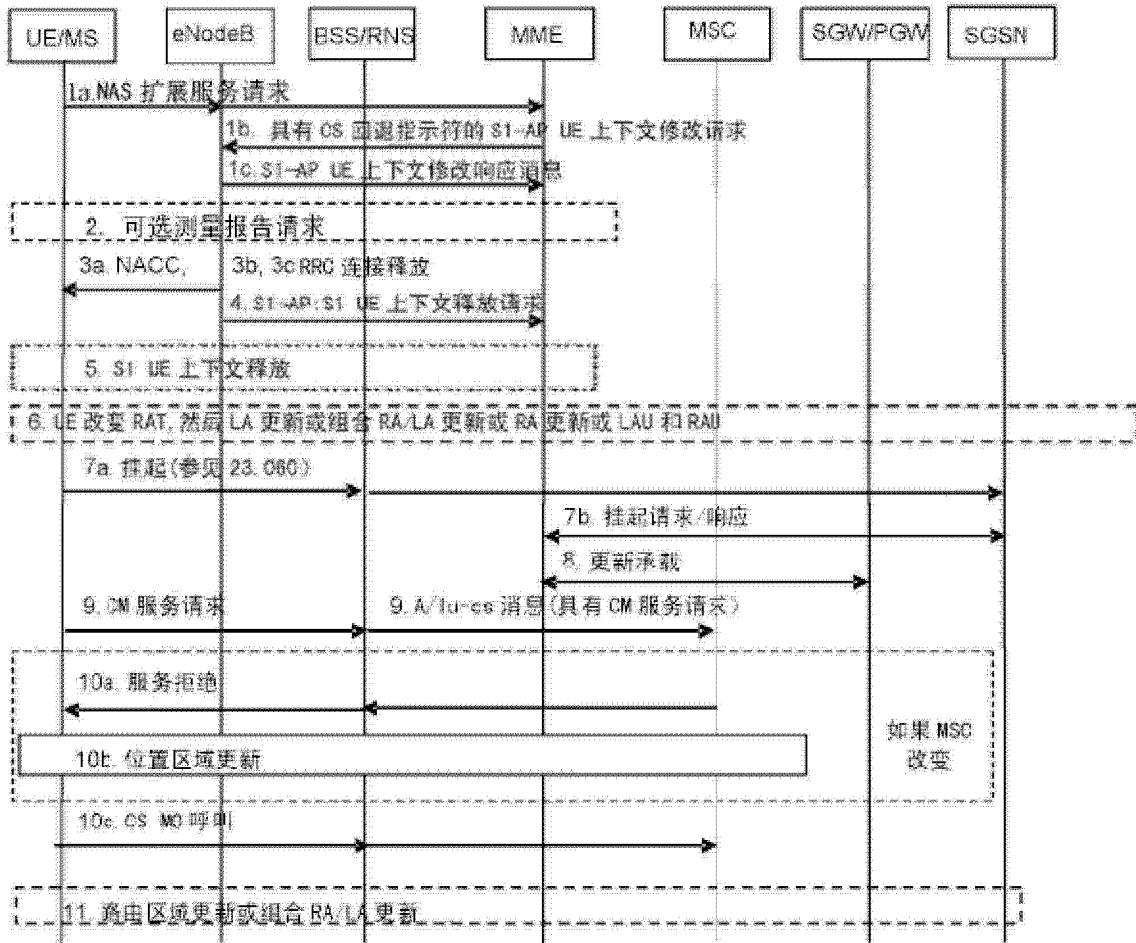 UE/MS
eNodeB
BSS/RNS
MME
MSC
SGW/PGW
SGSN
1a.NAS 扩展服务请求
1b. 具有 CS 回退指示符的 S1-AP UE 上下文修改请求
1c.S1-AP UE 上下文修改响应消息
2. 可选测量报告请求
3a. NACC,
3b, 3c RRC 连接释放
4.S1-AP:S1 UE 上下文释放请求
5. S1 UE 上下文释放
6. UE 改变 RAT, 然后 LA 更新或组合 RA/LA 更新或 RA 更新或 LAU 和 RAU
7a. 挂起(参见 23.060)
7b. 挂起请求/响应
8. 更新承载
9. CM 服务请求
9. A/Iu-cs 消息(具有 CM 服务请求)
10a. 服务拒绝
如果 MSC
改变
10b. 位置区域更新
10c. CS MO 呼叫
11. 路由区域更新或组合 RA/LA 更新